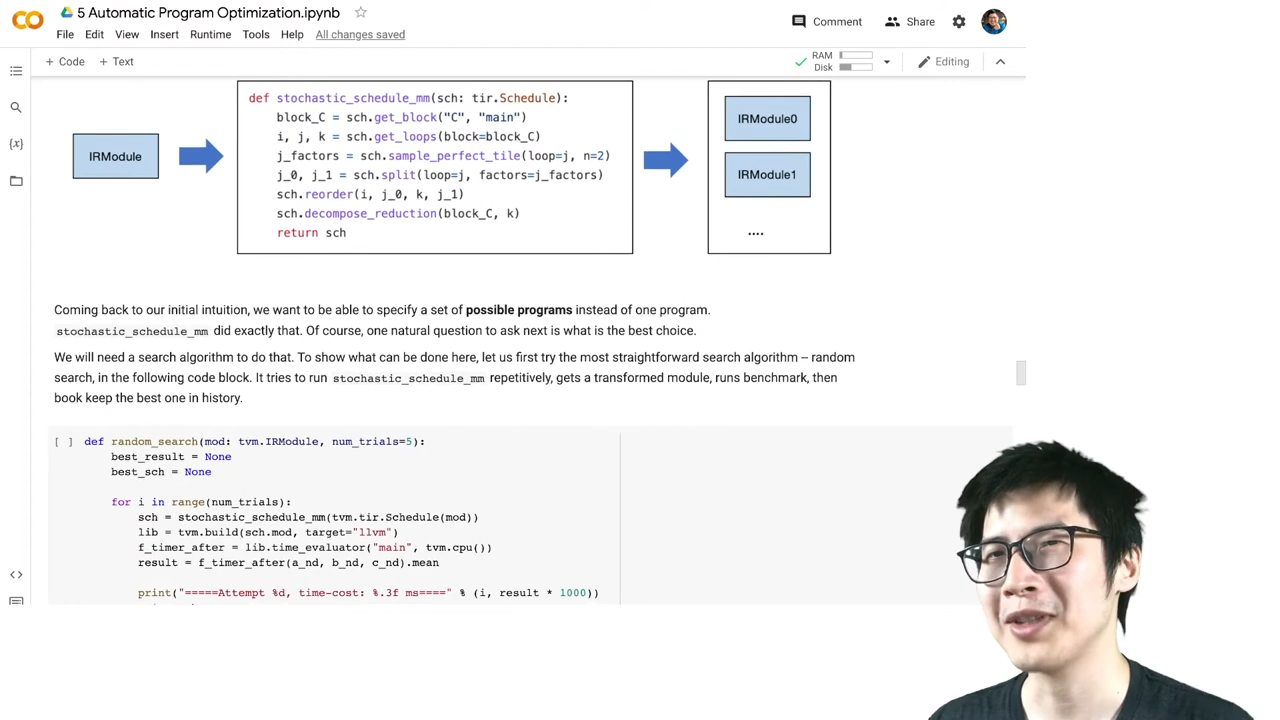 5 Automatic Program Optimization.ipynb
File Edit View Insert Runtime Tools Help All changes saved
Comment Share
+ Code + Text
RAM
Disk
Editing
IRModule
def stochastic_schedule_mm(sch: tir.Schedule):
block_C = sch.get_block("C", "main")
i, j, k = sch.get_loops(block=block_C)
j_factors = sch.sample_perfect_tile(loop=j, n=2)
j_0, j_1 = sch.split(loop=j, factors=j_factors)
sch.reorder(i, j_0, k, j_1)
sch.decompose_reduction(block_C, k)
return sch
IRModule0
IRModule1
....
Coming back to our initial intuition, we want to be able to specify a set of possible programs instead of one program.
stochastic_schedule_mm did exactly that. Of course, one natural question to ask next is what is the best choice.
We will need a search algorithm to do that. To show what can be done here, let us first try the most straightforward search algorithm – random
search, in the following code block. It tries to run stochastic_schedule_mm repetitively, gets a transformed module, runs benchmark, then
book keep the best one in history.
[ ] def random_search(mod: tvm.IRModule, num_trials=5):
best_result = None
best_sch = None
for i in range(num_trials):
sch = stochastic_schedule_mm(tvm.tir.Schedule(mod))
lib = tvm.build(sch.mod, target="llvm")
f_timer_after = lib.time_evaluator("main", tvm.cpu())
result = f_timer_after(a_nd, b_nd, c_nd).mean
print("=====Attempt %d, time-cost: %.3f ms====" % (i, result * 1000))